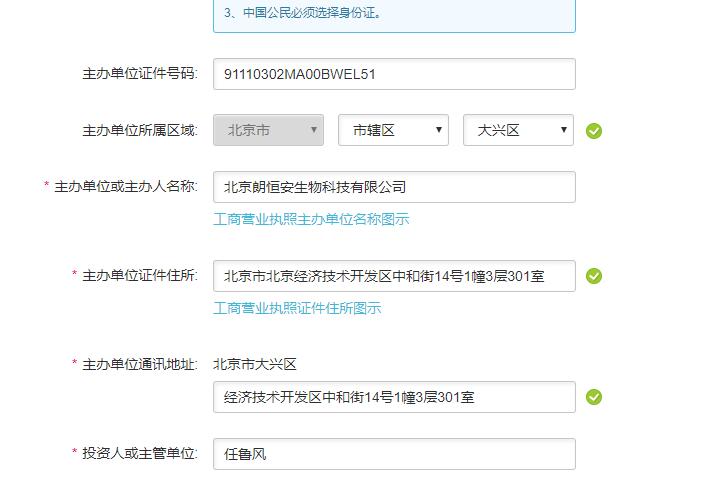 3、中国公民必须选择身份证。
主办单位证件号码: 91110302MA00BWEL51
主办单位所属区域: 北京市 市辖区 大兴区
* 主办单位或主办人名称: 北京朗恒安生物科技有限公司
工商营业执照主办单位名称图示
* 主办单位证件住所: 北京市北京经济技术开发区中和街14号1幢3层301室
工商营业执照证件住所图示
* 主办单位通讯地址: 北京市大兴区
经济技术开发区中和街14号1幢3层301室
* 投资人或主管单位: 任鲁风